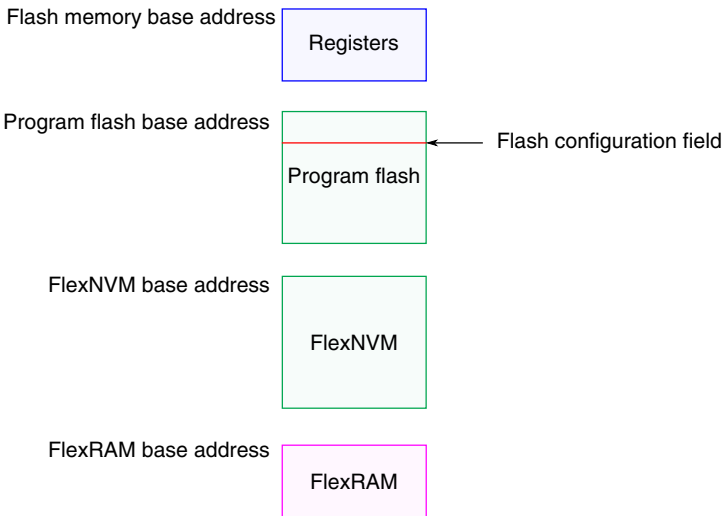 Flash memory base address
Registers
Program flash base address
Flash configuration field
Program flash
FlexNVM base address
FlexNVM
FlexRAM base address
FlexRAM